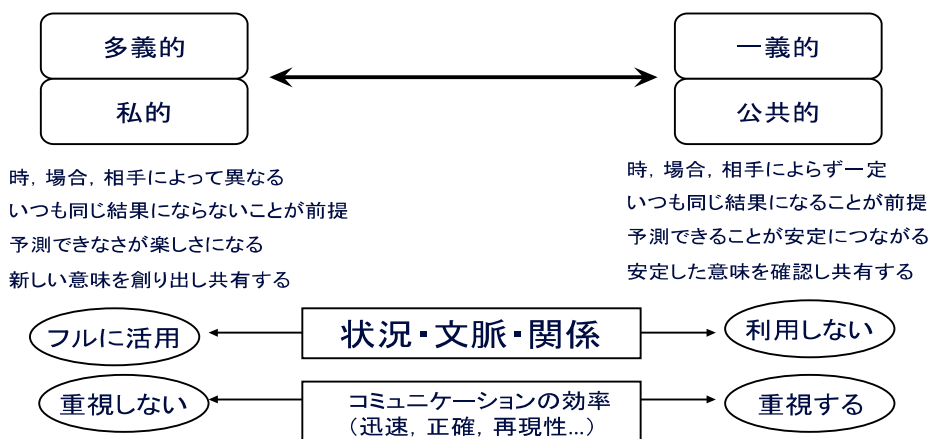 多義的
私的
一義的
公共的
時，場合，相手によって異なる
いつも同じ結果にならないことが前提
予測できなさが楽しさになる
新しい意味を創り出し共有する
時，場合，相手によらず一定
いつも同じ結果になることが前提
予測できることが安定につながる
安定した意味を確認し共有する
フルに活用
状況・文脈・関係
利用しない
重視しない
コミュニケーションの効率
（迅速，正確，再現性…）
重視する